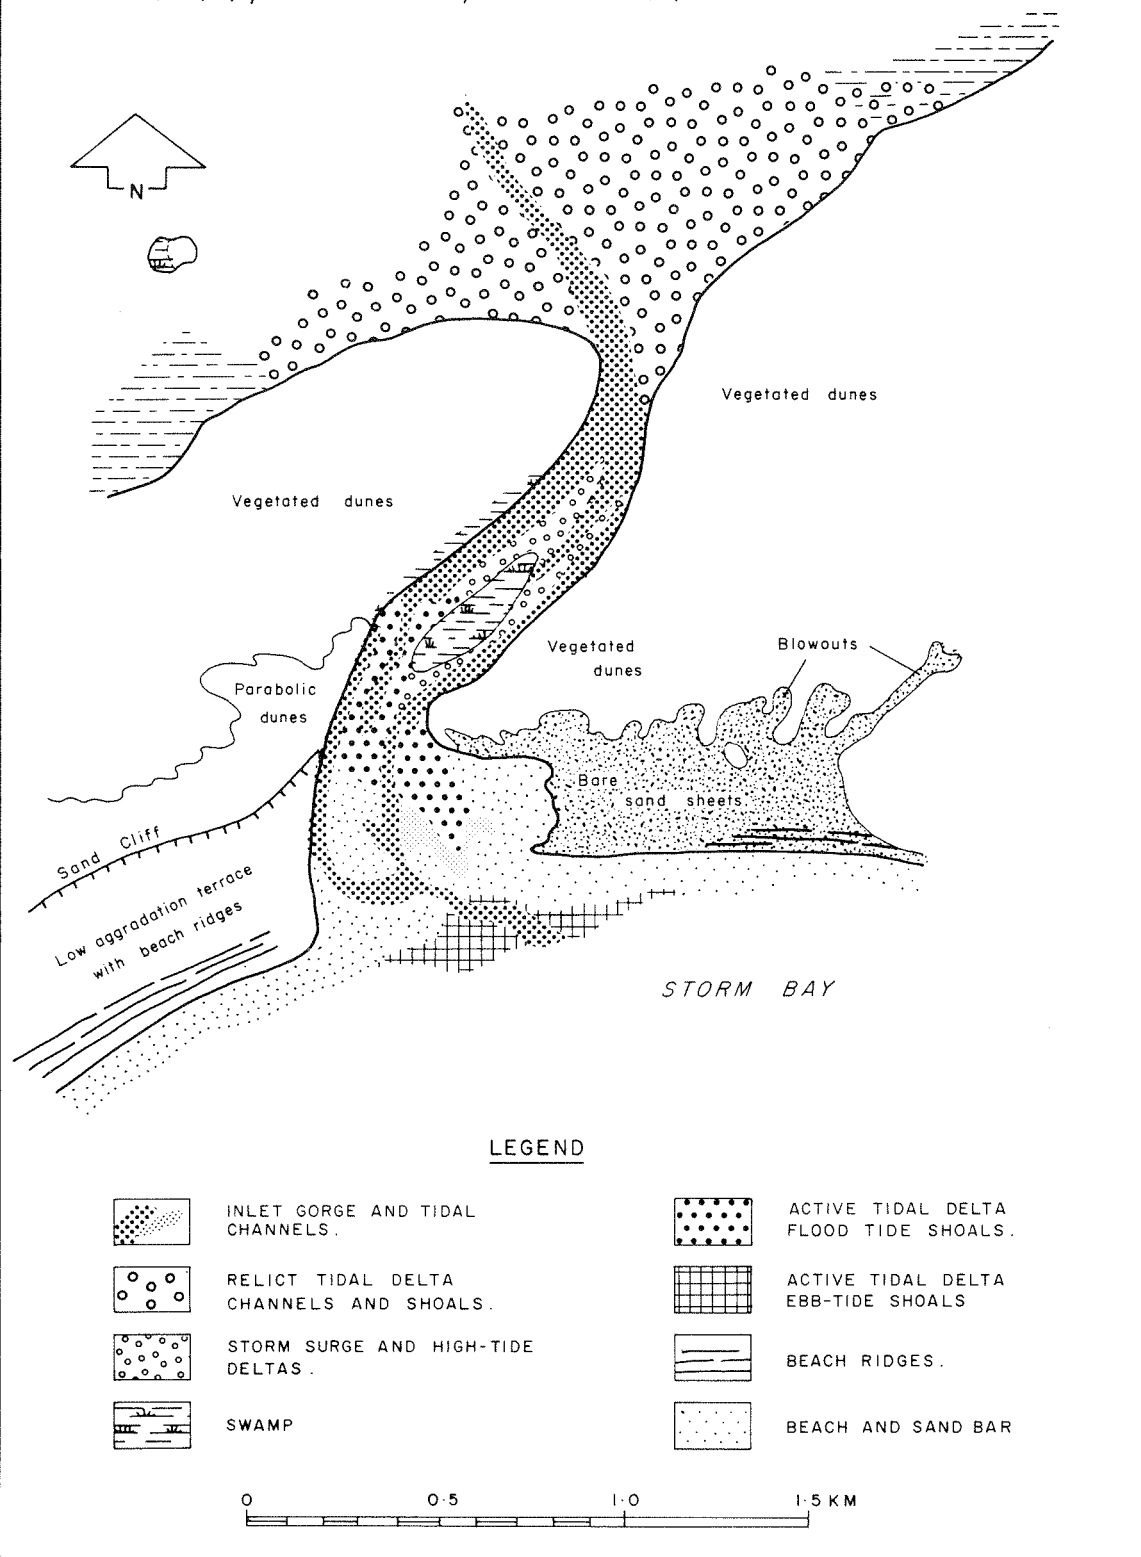 N
Vegetated dunes
Vegetated dunes
Vegetated
dunes
Blowouts
Parabolic
dunes
Bare
sand sheets
Sand Cliff
Low aggradation terrace
with beach ridges
STORM BAY
LEGEND
INLET GORGE AND TIDAL
CHANNELS.
RELICT TIDAL DELTA
CHANNELS AND SHOALS.
STORM SURGE AND HIGH-TIDE
DELTAS.
SWAMP
ACTIVE TIDAL DELTA
FLOOD TIDE SHOALS.
ACTIVE TIDAL DELTA
EBB-TIDE SHOALS
BEACH RIDGES.
BEACH AND SAND BAR
0 0·5 1·0 1·5 KM